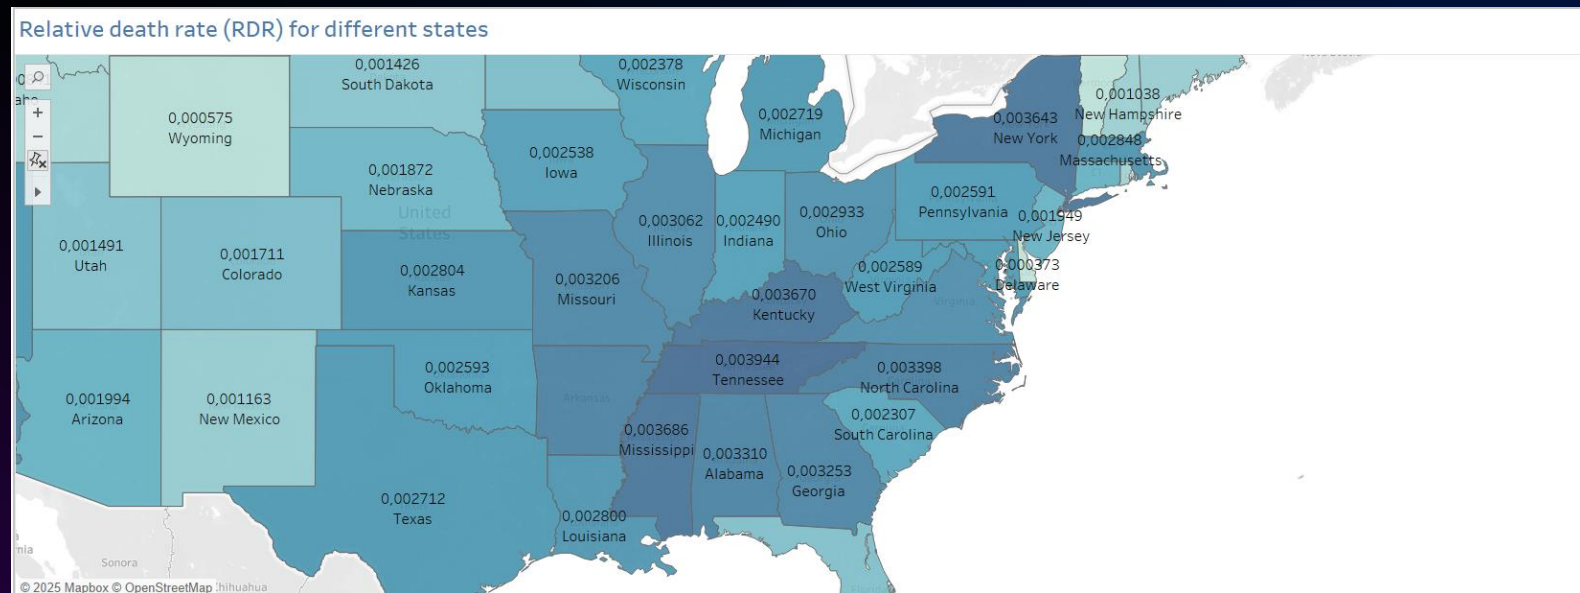 Relative death rate (RDR) for different states
0,001426
South Dakota
0,002378
Wisconsin
0,000575
Wyoming
0,002719
Michigan
0,003643
New York
0,001038
New Hampshire
0,002848
Massachusetts
0,001872
Nebraska
United
States
0,002538
Iowa
0,002591
Pennsylvania
0,001949
New Jersey
0,001491
Utah
0,001711
Colorado
0,002804
Kansas
0,003206
Missouri
0,003062
Illinois
0,002490
Indiana
0,002933
Ohio
0,002589
West Virginia
0,000373
Delaware
Virginia
0,003670
Kentucky
0,001994
Arizona
0,001163
New Mexico
0,002593
Oklahoma
Arkansas
0,003944
Tennessee
0,003398
North Carolina
0,002307
South Carolina
0,003686
Mississippi
0,003310
Alabama
0,003253
Georgia
0,002712
Texas
0,002800
Louisiana
Sonora
© 2025 Mapbox © OpenStreetMap